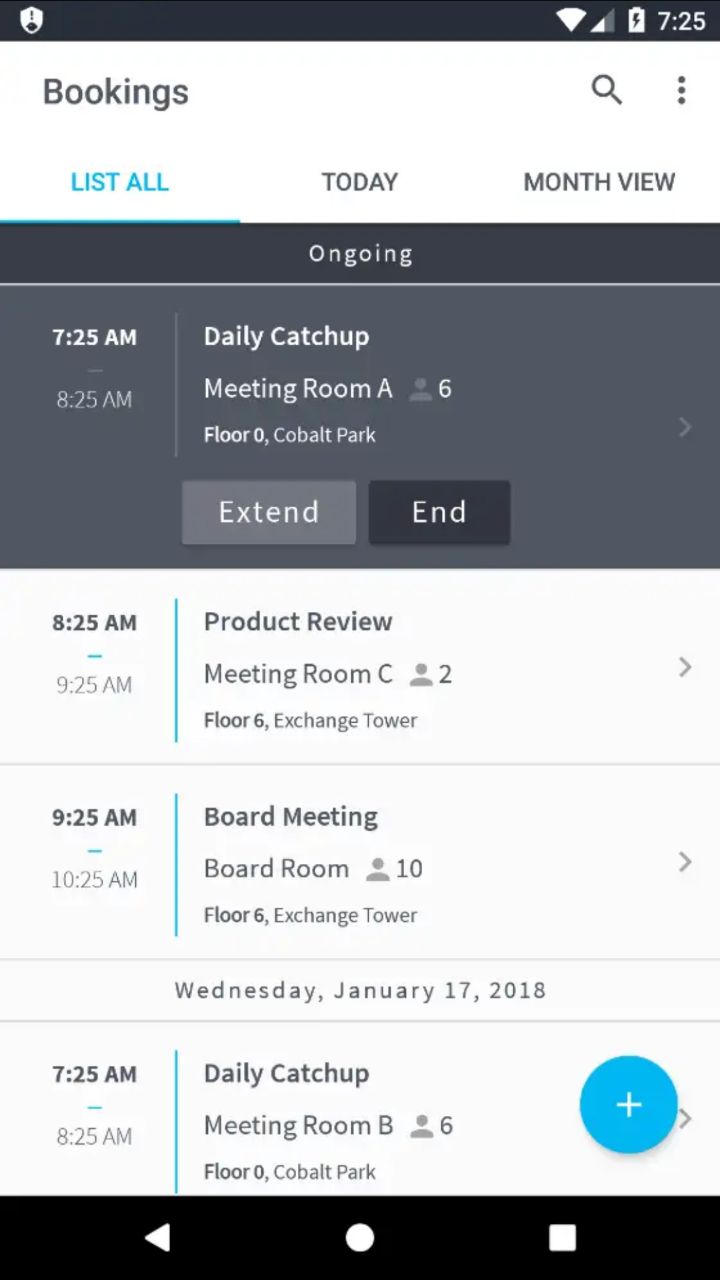 7:25
Bookings
LIST ALL TODAY MONTH VIEW
Ongoing
7:25 AM
–
8:25 AM
Daily Catchup
Meeting Room A 6
Floor 0, Cobalt Park
Extend End
8:25 AM
–
9:25 AM
Product Review
Meeting Room C 2
Floor 6, Exchange Tower
9:25 AM
–
10:25 AM
Board Meeting
Board Room 10
Floor 6, Exchange Tower
Wednesday, January 17, 2018
7:25 AM
–
8:25 AM
Daily Catchup
Meeting Room B 6
Floor 0, Cobalt Park
+